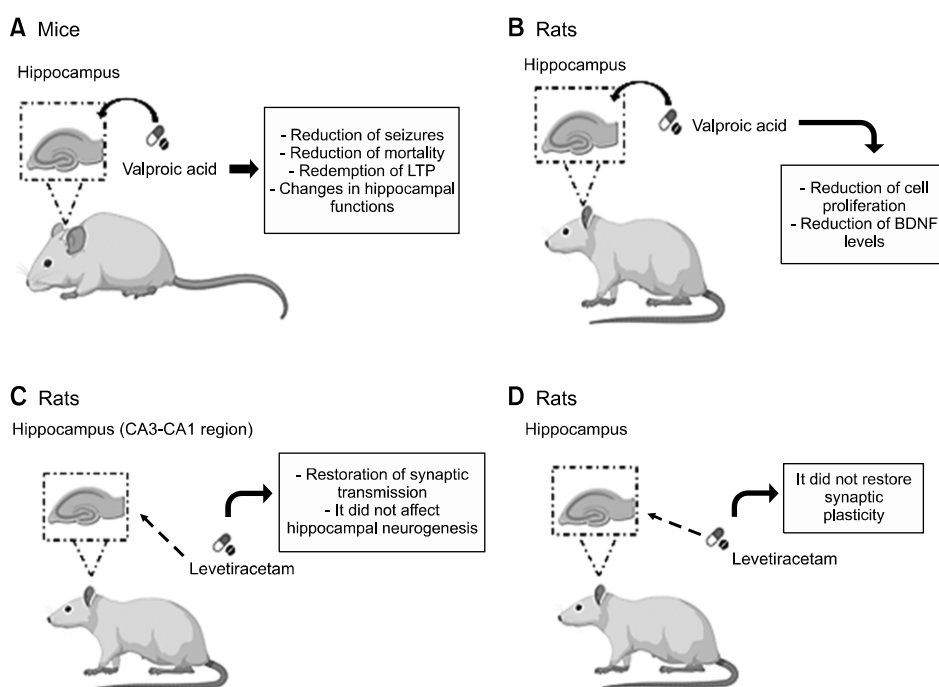 A Mice
Hippocampus
Valproic acid
- Reduction of seizures
- Reduction of mortality
- Redemption of LTP
- Changes in hippocampal
functions
B Rats
Hippocampus
Valproic acid
- Reduction of cell
proliferation
- Reduction of BDNF
levels
C Rats
Hippocampus (CA3-CA1 region)
- Restoration of synaptic
transmission
- It did not affect
hippocampal neurogenesis
Levetiracetam
D Rats
Hippocampus
It did not restore
synaptic
plasticity
Levetiracetam